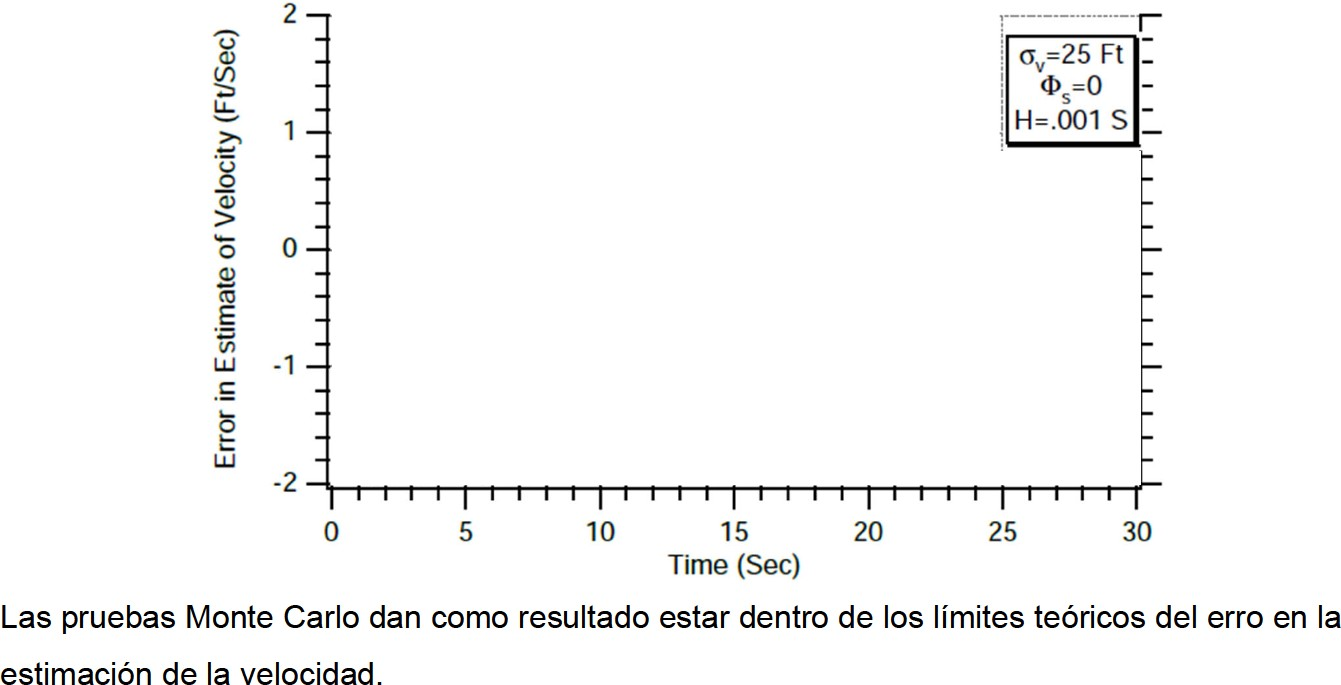 2
1
0
-1
-2
Error in Estimate of Velocity (Ft/Sec)
σv=25 Ft
Φs=0
H=.001 S
0 5 10 15 20 25 30
Time (Sec)
Las pruebas Monte Carlo dan como resultado estar dentro de los límites teóricos del erro en la
estimación de la velocidad.